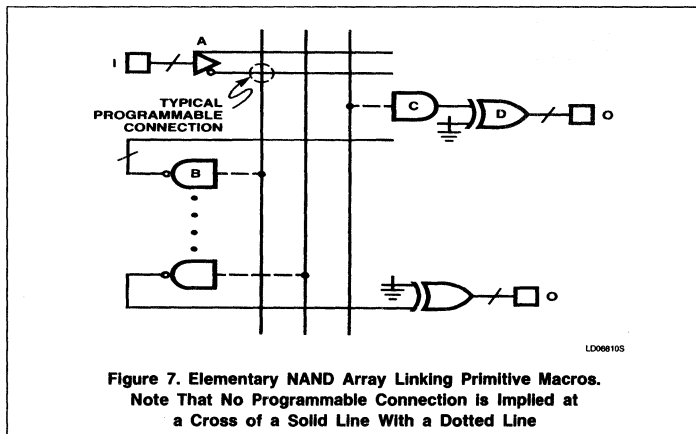 A
I
TYPICAL
PROGRAMMABLE
CONNECTION
C
D
O
B
O
LD06810S
Figure 7. Elementary NAND Array Linking Primitive Macros.
Note That No Programmable Connection is Implied at
a Cross of a Solid Line With a Dotted Line